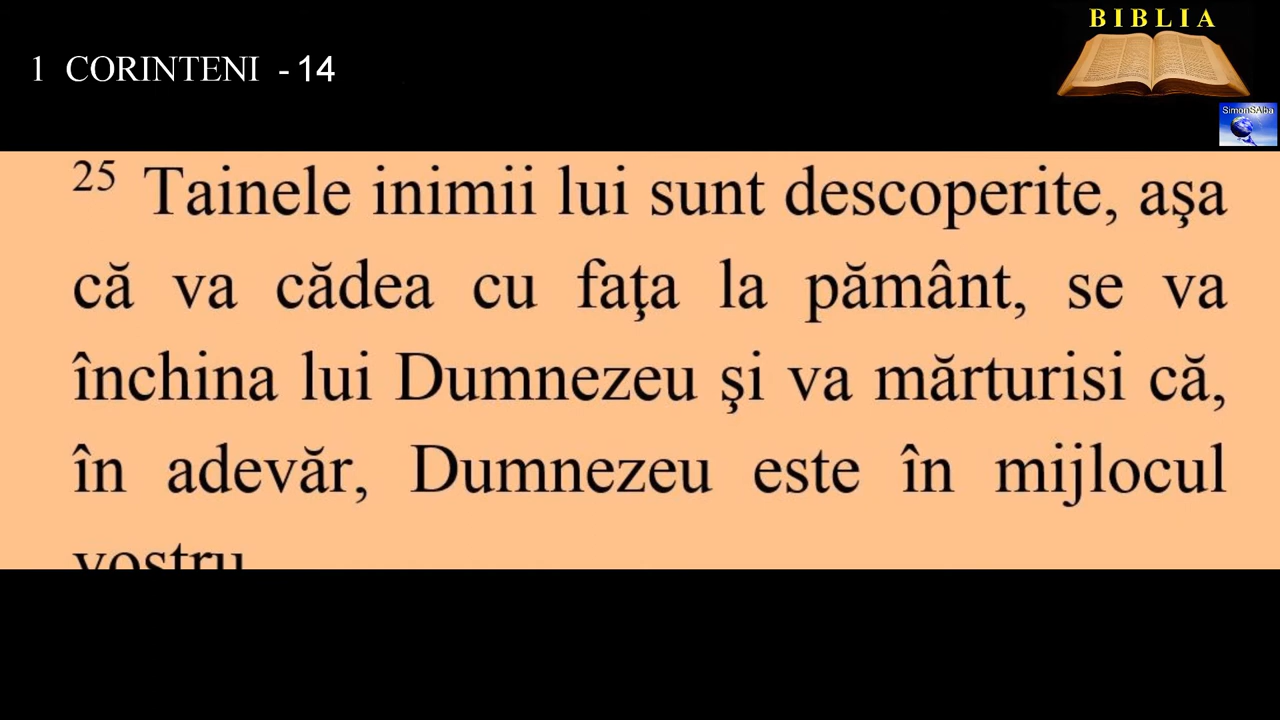 BIBLIA
1 CORINTENI - 14
SimonSAlba
25 Tainele inimii lui sunt descoperite, aşa
că va cădea cu faţa la pământ, se va
închina lui Dumnezeu şi va mărturisi că,
în adevăr, Dumnezeu este în mijlocul
vostru